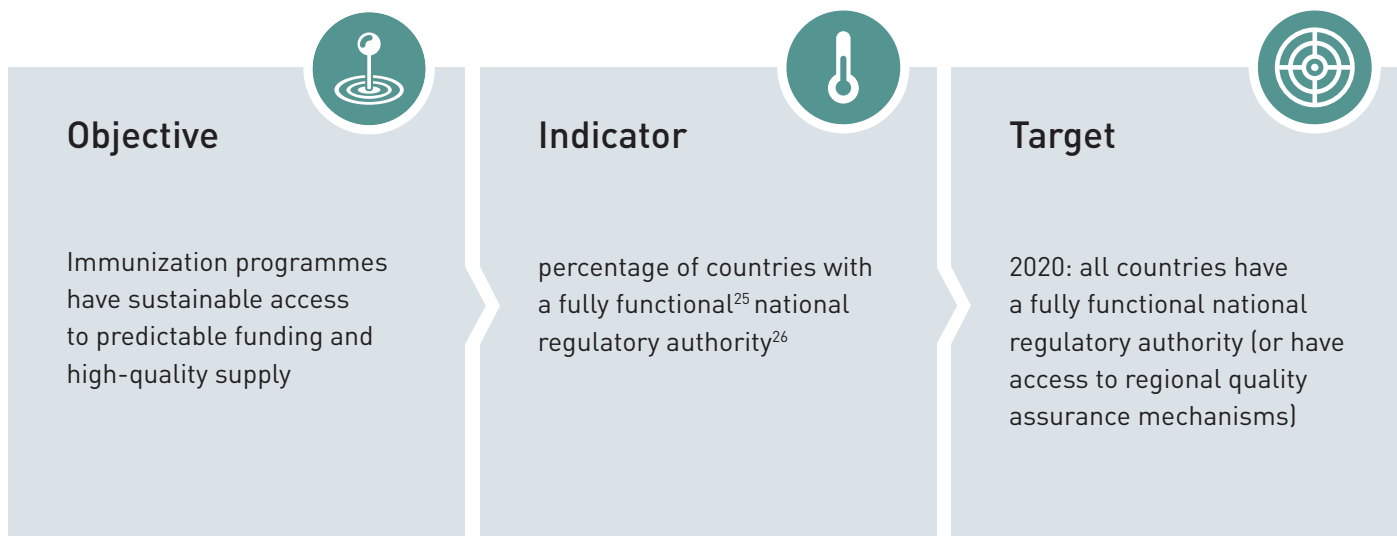 Objective
Immunization programmes
have sustainable access
to predictable funding and
high-quality supply
Indicator
percentage of countries with
a fully functional25 national
regulatory authority26
Target
2020: all countries have
a fully functional national
regulatory authority (or have
access to regional quality
assurance mechanisms)